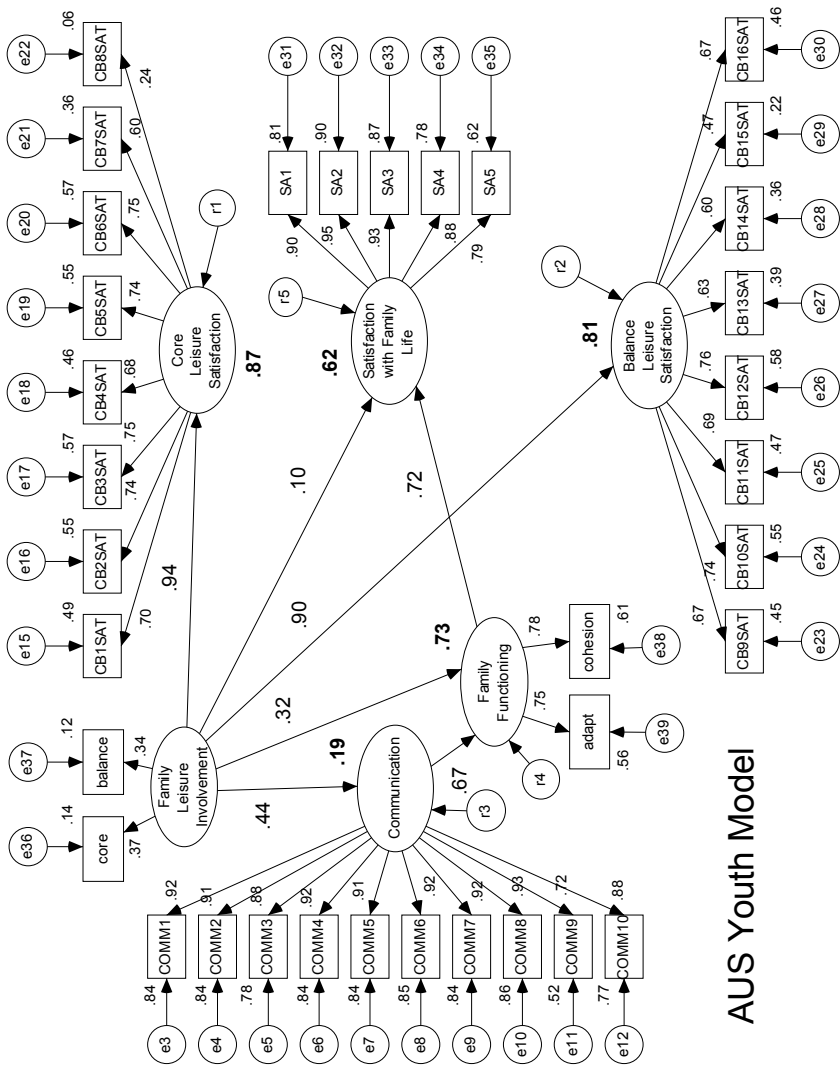 e22
.06
CB8SAT
.24
e21
.36
CB7SAT
.60
e20
.57
CB6SAT
.75
e19
.55
CB5SAT
.74
e18
.46
CB4SAT
.68
e17
.57
CB3SAT
.75
e16
.55
CB2SAT
.74
e15
.49
CB1SAT
.70
r1
Core
Leisure
Satisfaction
.87
e31
.81
SA1
.90
e32
.90
SA2
.95
e33
.87
SA3
.93
e34
.78
SA4
.88
e35
.62
SA5
.79
r5
Satisfaction
with Family
Life
.62
e30
.46
CB16SAT
.67
e29
.22
CB15SAT
.47
e28
.36
CB14SAT
.60
e27
.39
CB13SAT
.63
e26
.58
CB12SAT
.76
e25
.47
CB11SAT
.69
e24
.55
CB10SAT
.74
e23
.45
CB9SAT
.67
r2
Balance
Leisure
Satisfaction
.81
.94
.10
.90
.72
.32
.44
.67
e37
.12
balance
.34
e36
.14
core
.37
Family
Leisure
Involvement
.19
Communication
r3
.73
Family
Functioning
r4
.78
cohesion
.61
e38
.75
adapt
.56
e39
.92
COMM1
.84
e3
.91
COMM2
.84
e4
.88
COMM3
.78
e5
.92
COMM4
.84
e6
.91
COMM5
.84
e7
.92
COMM6
.85
e8
.92
COMM7
.84
e9
.93
COMM8
.86
e10
.72
COMM9
.52
e11
.88
COMM10
.77
e12
AUS Youth Model